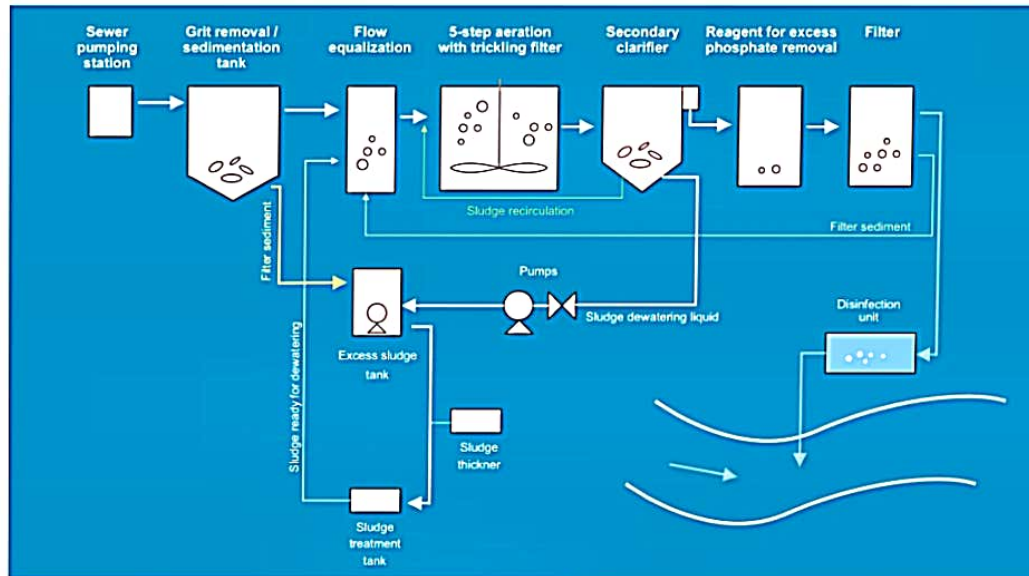 Sewer
pumping
station
Grit removal /
sedimentation
tank
Flow
equalization
5-step aeration
with trickling filter
Secondary
clarifier
Reagent for excess
phosphate removal
Filter
Sludge recirculation
Filter sediment
Filter sediment
Pumps
Sludge dewatering liquid
Disinfection
unit
Excess sludge
tank
Sludge ready for dewatering
Sludge
thickner
Sludge
treatment
tank